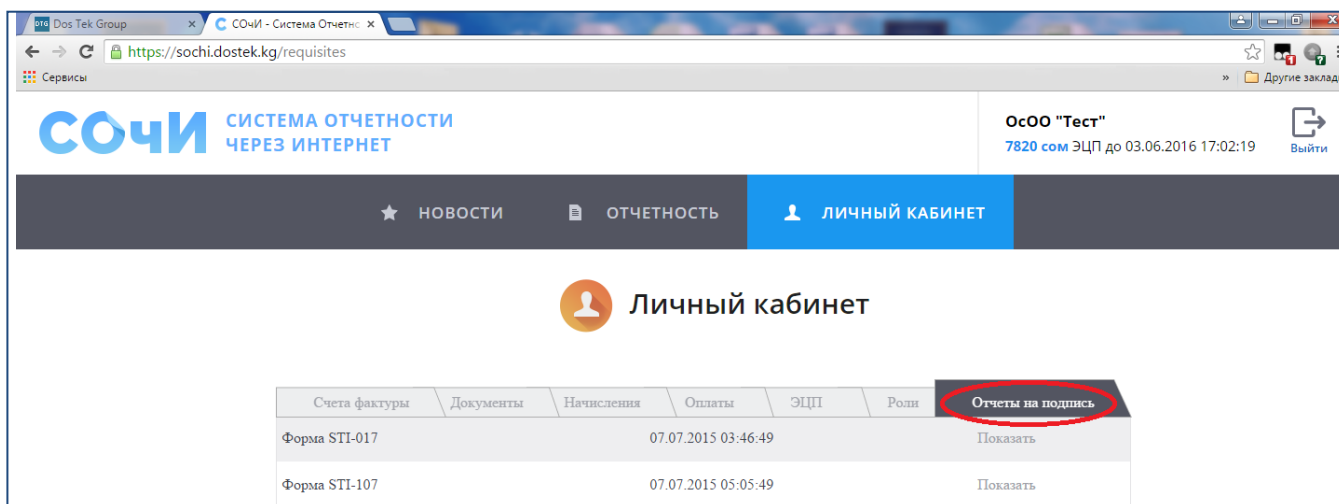 DTG Dos Tek Group
СОчИ - Система Отчетнс
https://sochi.dostek.kg/requisites
Сервисы
» Другие заклад
СОчИ
СИСТЕМА ОТЧЕТНОСТИ
ЧЕРЕЗ ИНТЕРНЕТ
ОсОО "Тест"
7820 сом ЭЦП до 03.06.2016 17:02:19
Выйти
НОВОСТИ ОТЧЕТНОСТЬ ЛИЧНЫЙ КАБИНЕТ
Личный кабинет
Счета фактуры Документы Начисления Оплаты ЭЦП Роли Отчеты на подпись
Форма STI-017 07.07.2015 03:46:49 Показать
Форма STI-107 07.07.2015 05:05:49 Показать